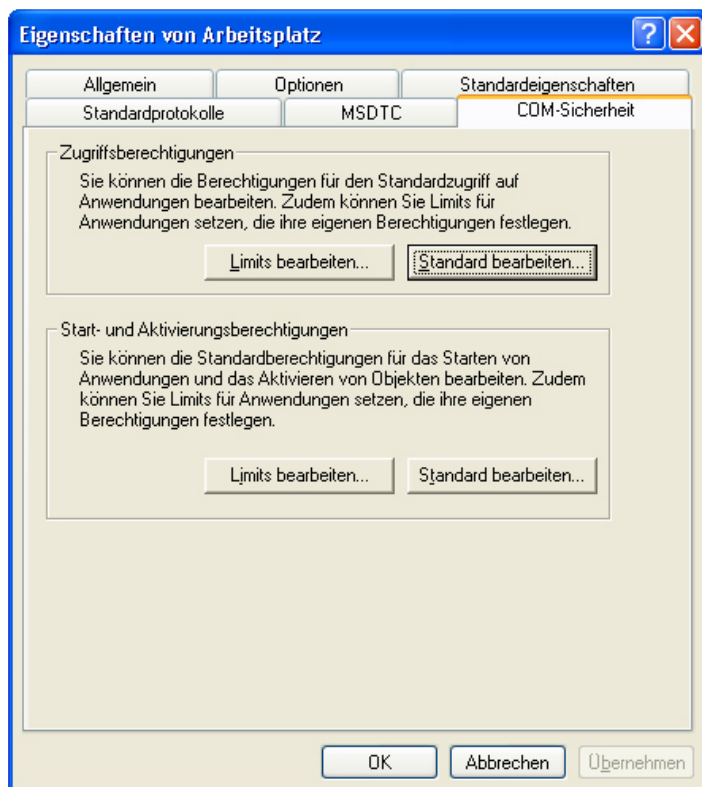 Eigenschaften von Arbeitsplatz
Allgemein
Optionen
Standardeigenschaften
Standardprotokolle
MSDTC
COM-Sicherheit
Zugriffsberechtigungen
Sie können die Berechtigungen für den Standardzugriff auf
Anwendungen bearbeiten. Zudem können Sie Limits für
Anwendungen setzen, die ihre eigenen Berechtigungen festlegen.
Limits bearbeiten...
Standard bearbeiten...
Start- und Aktivierungsberechtigungen
Sie können die Standardberechtigungen für das Starten von
Anwendungen und das Aktivieren von Objekten bearbeiten. Zudem
können Sie Limits für Anwendungen setzen, die ihre eigenen
Berechtigungen festlegen.
Limits bearbeiten...
Standard bearbeiten...
OK
Abbrechen
Übernehmen